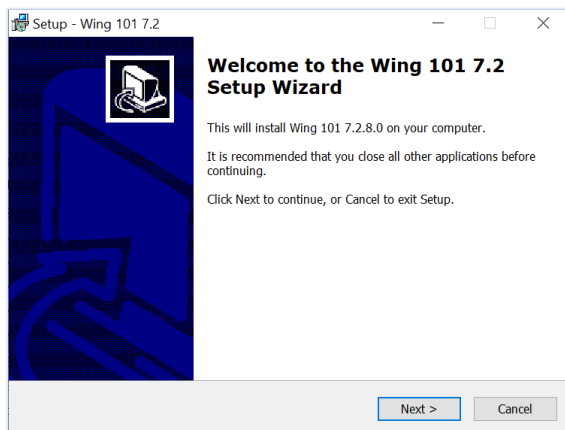 Setup - Wing 101 7.2
Welcome to the Wing 101 7.2
Setup Wizard
This will install Wing 101 7.2.8.0 on your computer.
It is recommended that you close all other applications before
continuing.
Click Next to continue, or Cancel to exit Setup.
Next >
Cancel